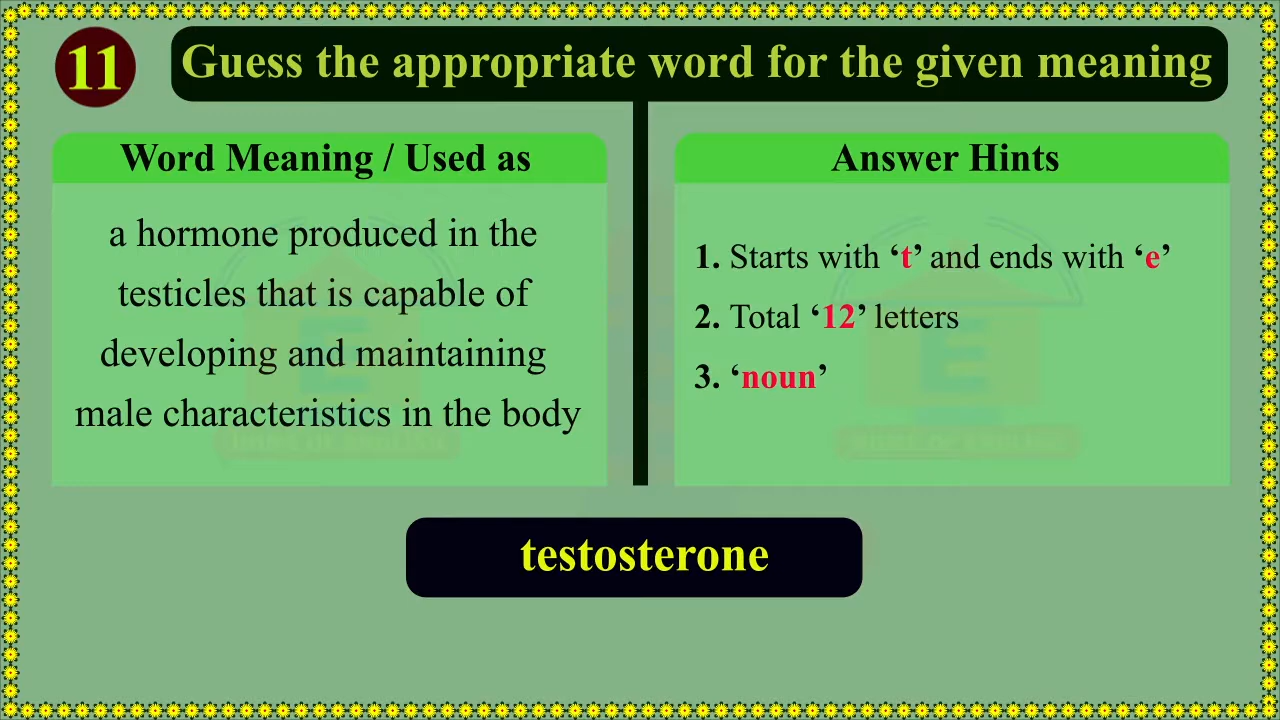 11
Guess the appropriate word for the given meaning
Word Meaning / Used as
a hormone produced in the
testicles that is capable of
developing and maintaining
male characteristics in the body
Answer Hints
1. Starts with ‘t’ and ends with ‘e’
2. Total ‘12’ letters
3. ‘noun’
testosterone